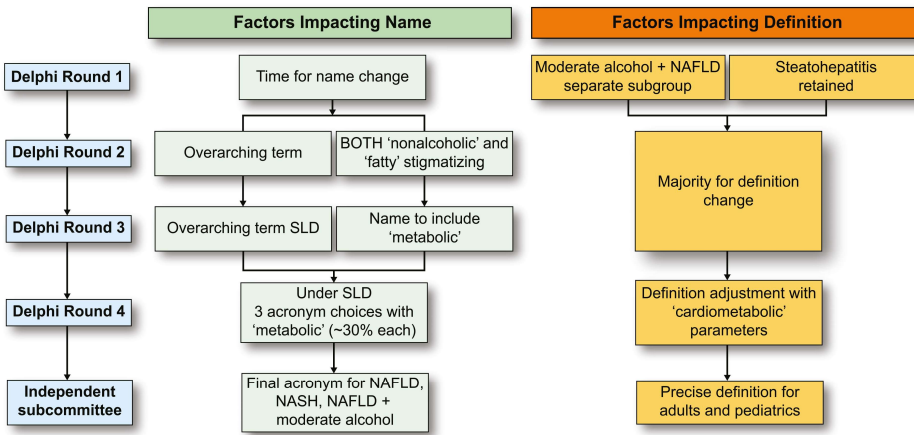 Factors Impacting Name
Factors Impacting Definition
Delphi Round 1
Time for name change
Moderate alcohol + NAFLD
separate subgroup
Steatohepatitis
retained
Delphi Round 2
Overarching term
BOTH ‘nonalcoholic’ and
‘fatty’ stigmatizing
Majority for definition
change
Delphi Round 3
Overarching term SLD
Name to include
‘metabolic’
Delphi Round 4
Under SLD
3 acronym choices with
‘metabolic’ (~30% each)
Definition adjustment with
‘cardiometabolic’
parameters
Independent
subcommittee
Final acronym for NAFLD,
NASH, NAFLD +
moderate alcohol
Precise definition for
adults and pediatrics